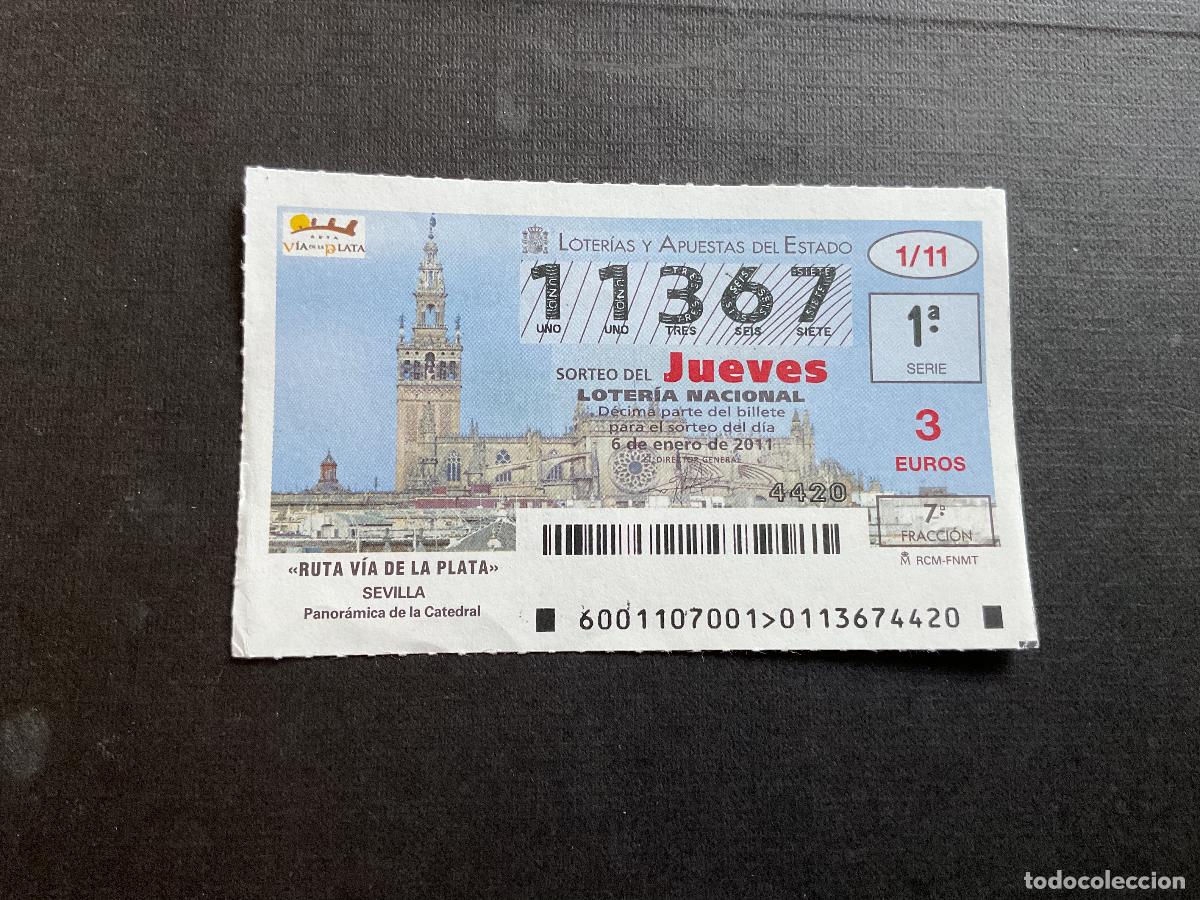 RUTA
VÍA DE LA PLATA
LOTERÍAS Y APUESTAS DEL ESTADO
1/11
11367
UNO UNO TRES SEIS SIETE
1ª
SERIE
SORTEO DEL Jueves
LOTERÍA NACIONAL
Décima parte del billete
para el sorteo del día
6 de enero de 2011
EL DIRECTOR GENERAL
3
EUROS
4420
7ª
FRACCIÓN
RCM-FNMT
«RUTA VÍA DE LA PLATA»
SEVILLA
Panorámica de la Catedral
6001107001>0113674420
todocoleccion